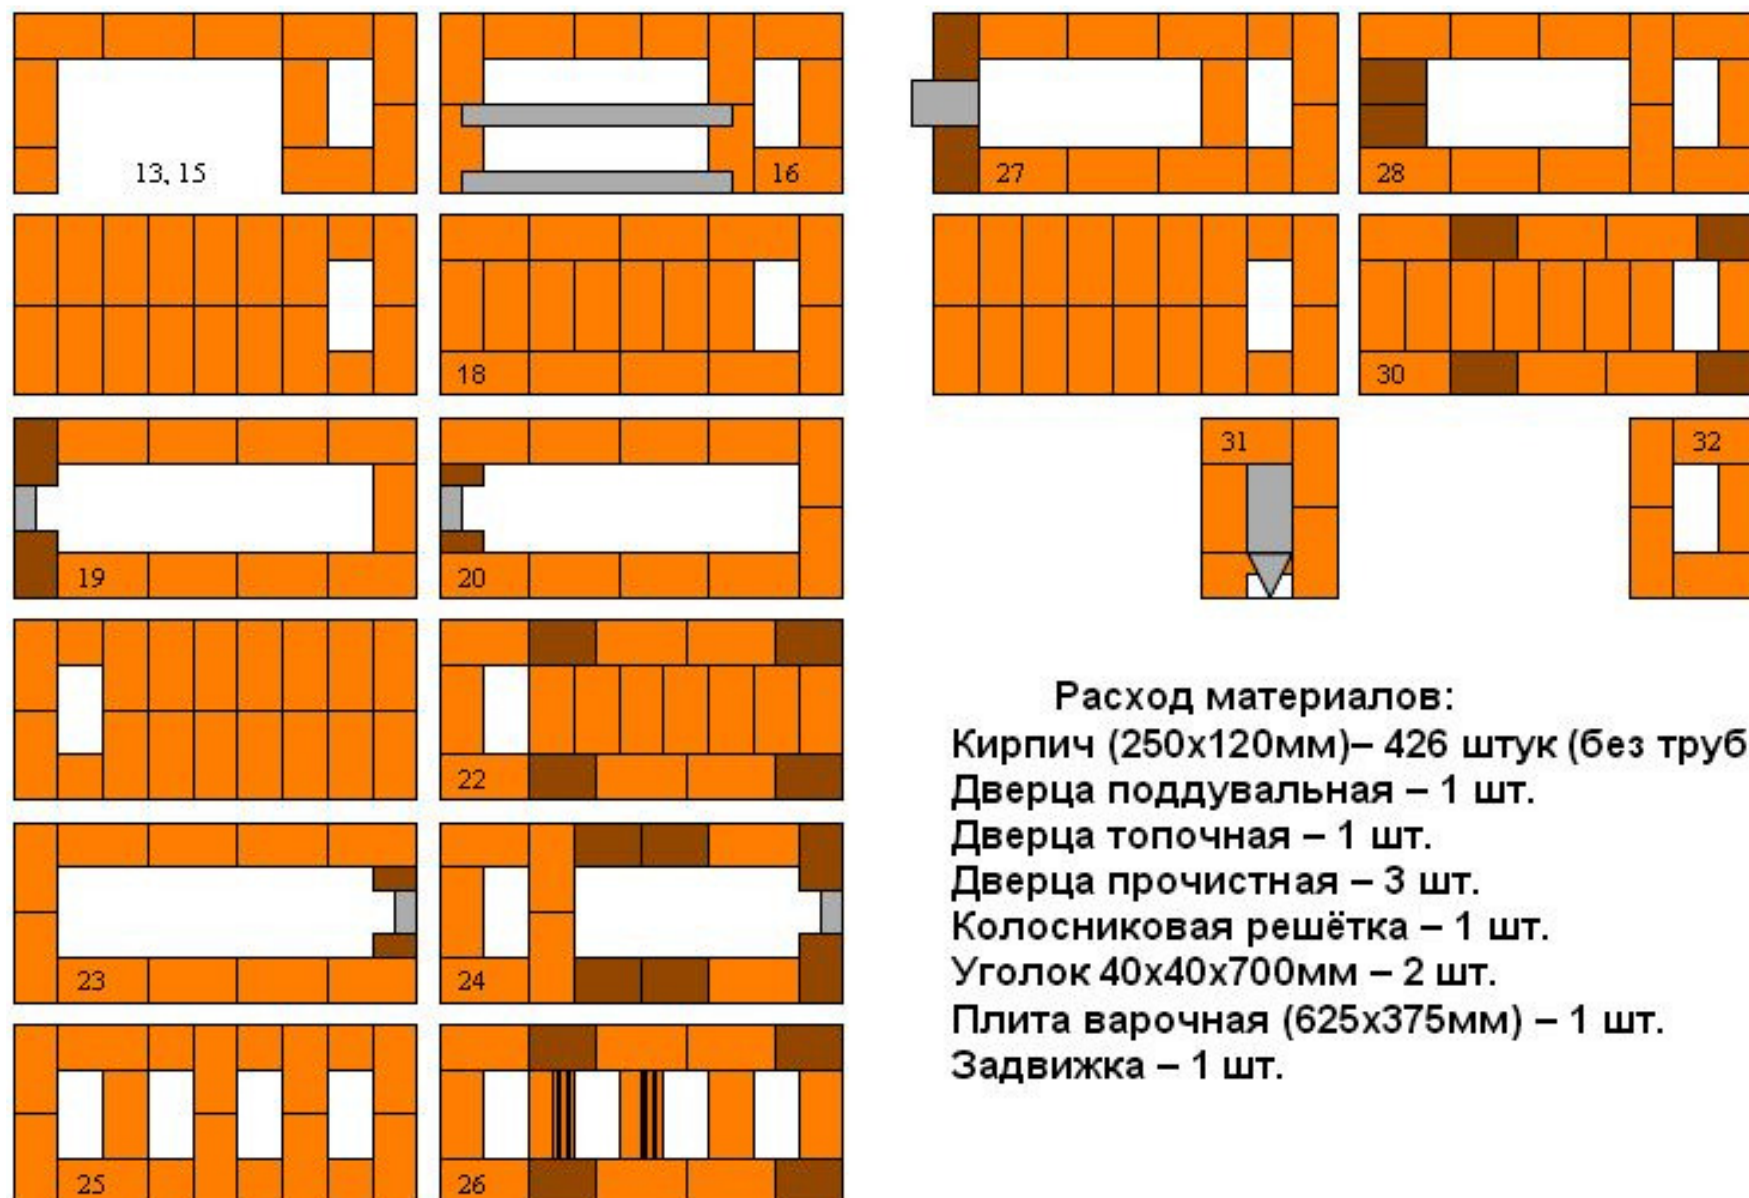 13, 15
16
27
28
18
30
19
20
31
32
22
23
24
25
26
Расход материалов:
Кирпич (250х120мм)– 426 штук (без труб
Дверца поддувальная – 1 шт.
Дверца топочная – 1 шт.
Дверца прочистная – 3 шт.
Колосниковая решётка – 1 шт.
Уголок 40х40х700мм – 2 шт.
Плита варочная (625х375мм) – 1 шт.
Задвижка – 1 шт.